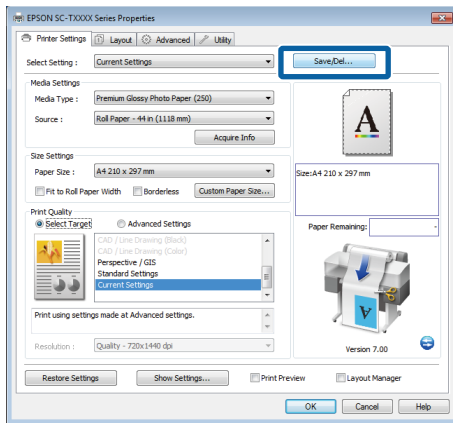 EPSON SC-TXXXX Series Properties
Printer Settings Layout Advanced Utility
Select Setting : Current Settings Save/Del...
Media Settings
Media Type : Premium Glossy Photo Paper (250)
Source : Roll Paper - 44 in (1118 mm)
Acquire Info
A
Size Settings
Paper Size : A4 210 x 297 mm
Size:A4 210 x 297 mm
Fit to Roll Paper Width Borderless Custom Paper Size...
Print Quality
Select Target Advanced Settings
Paper Remaining: -
CAD / Line Drawing (Black)
CAD / Line Drawing (Color)
Perspective / GIS
Standard Settings
Current Settings
A
Print using settings made at Advanced settings.
Resolution : Quality - 720x1440 dpi
Version 7.00
Restore Settings Show Settings... Print Preview Layout Manager
OK Cancel Help